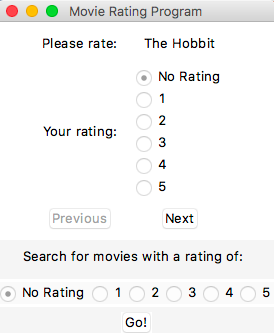 Movie Rating Program
Please rate: The Hobbit
No Rating
1
2
Your rating:
3
4
5
Previous Next
Search for movies with a rating of:
No Rating 1 2 3 4 5
Go!